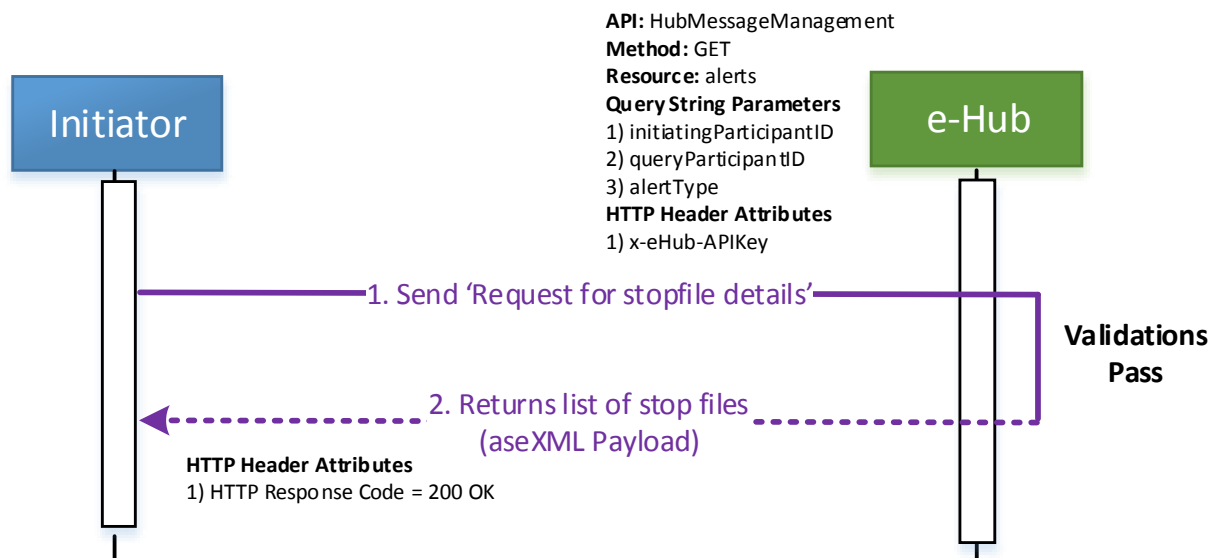 API: HubMessageManagement
Method: GET
Resource: alerts
Query String Parameters
1) initiatingParticipantID
2) queryParticipantID
3) alertType
HTTP Header Attributes
1) x-eHub-APIKey
Initiator
e-Hub
1. Send ‘Request for stopfile details’
Validations
Pass
2. Returns list of stop files
(aseXML Payload)
HTTP Header Attributes
1) HTTP Response Code = 200 OK